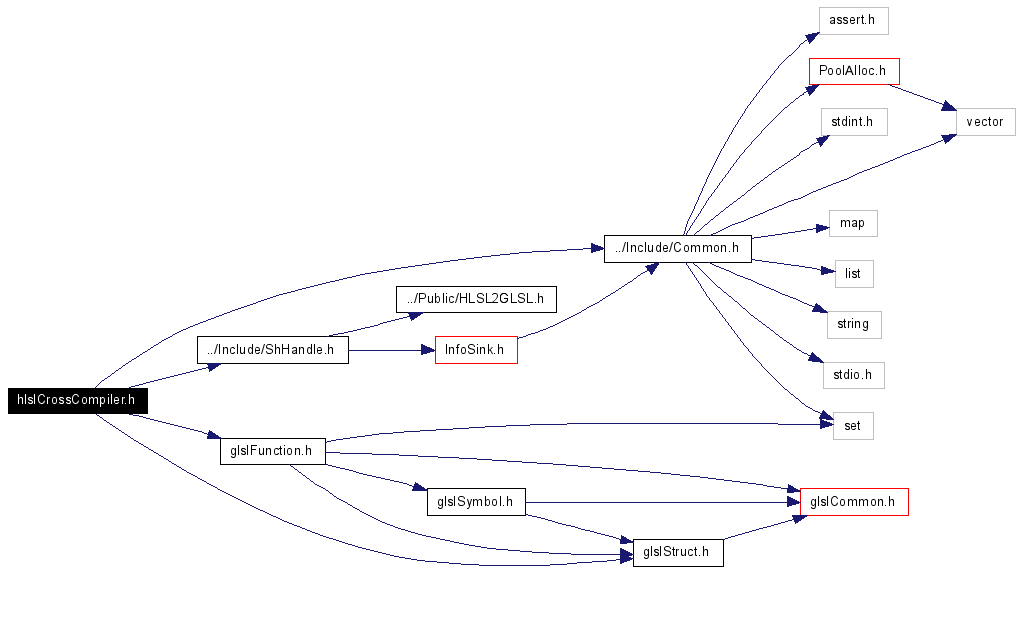 assert.h
PoolAlloc.h
stdint.h
vector
map
../Include/Common.h
list
../Public/HLSL2GLSL.h
string
../Include/ShHandle.h
InfoSink.h
stdio.h
hlslCrossCompiler.h
set
glslFunction.h
glslSymbol.h
glslCommon.h
glslStruct.h